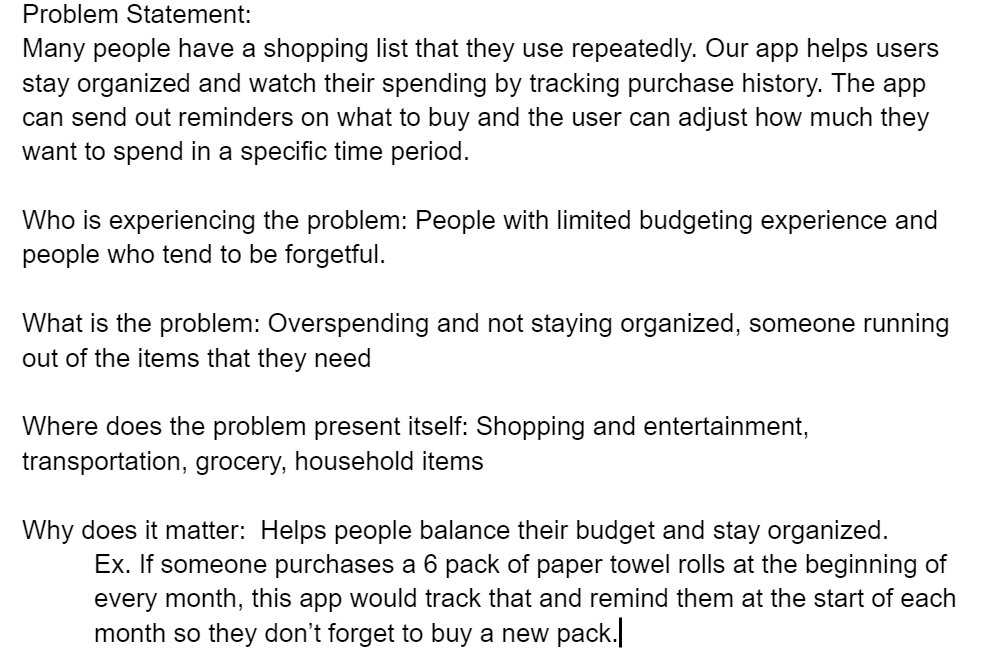 Problem Statement:
Many people have a shopping list that they use repeatedly. Our app helps users
stay organized and watch their spending by tracking purchase history. The app
can send out reminders on what to buy and the user can adjust how much they
want to spend in a specific time period.
Who is experiencing the problem: People with limited budgeting experience and
people who tend to be forgetful.
What is the problem: Overspending and not staying organized, someone running
out of the items that they need
Where does the problem present itself: Shopping and entertainment,
transportation, grocery, household items
Why does it matter:  Helps people balance their budget and stay organized.
Ex. If someone purchases a 6 pack of paper towel rolls at the beginning of
every month, this app would track that and remind them at the start of each
month so they don’t forget to buy a new pack.